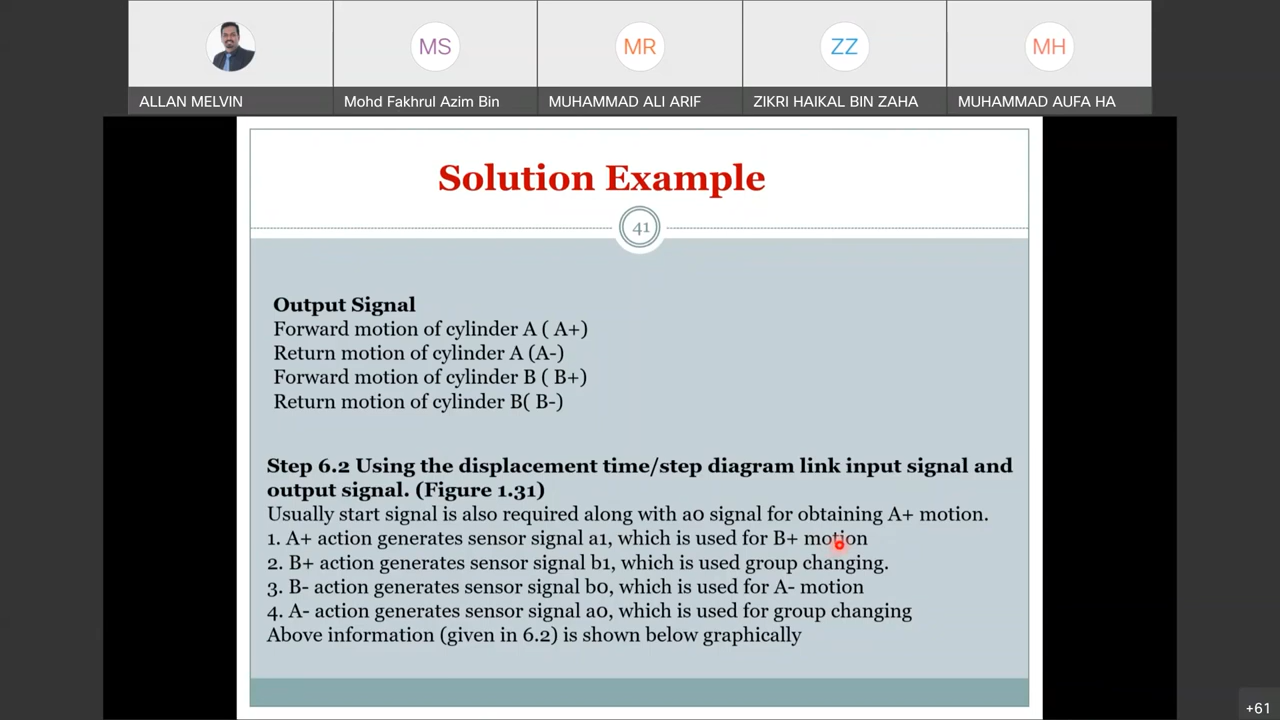 MS
MR
ZZ
MH
ALLAN MELVIN
Mohd Fakhrul Azim Bin
MUHAMMAD ALI ARIF
ZIKRI HAIKAL BIN ZAHA
MUHAMMAD AUFA HA
Solution Example
41
Output Signal
Forward motion of cylinder A ( A+)
Return motion of cylinder A (A-)
Forward motion of cylinder B ( B+)
Return motion of cylinder B( B-)
Step 6.2 Using the displacement time/step diagram link input signal and
output signal. (Figure 1.31)
Usually start signal is also required along with a0 signal for obtaining A+ motion.
1. A+ action generates sensor signal a1, which is used for B+ motion
2. B+ action generates sensor signal b1, which is used group changing.
3. B- action generates sensor signal b0, which is used for A- motion
4. A- action generates sensor signal a0, which is used for group changing
Above information (given in 6.2) is shown below graphically
+61